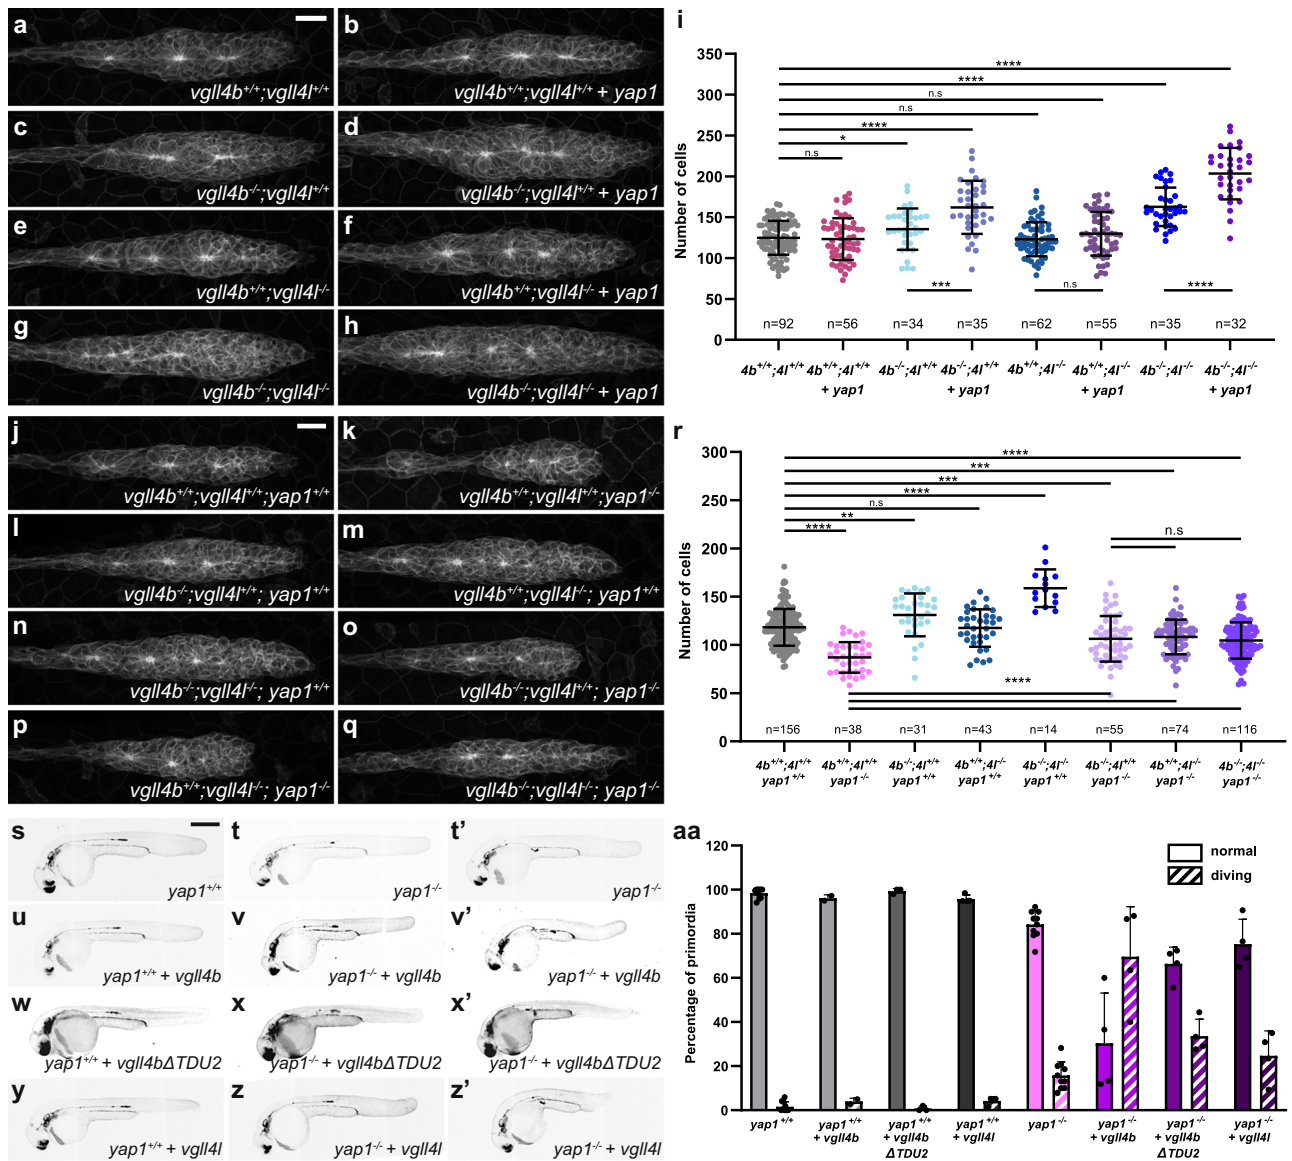 a
vgll4b+/+;vgll4l+/+
b
vgll4b+/+;vgll4l+/+ + yap1
c
vgll4b-/-;vgll4l+/+
d
vgll4b-/-;vgll4l+/+ + yap1
e
vgll4b+/+;vgll4l-/-
f
vgll4b+/+;vgll4l-/- + yap1
g
vgll4b-/-;vgll4l-/-
h
vgll4b-/-;vgll4l-/- + yap1
i
Number of cells
350
300
250
200
150
100
50
0
****
****
n.s
n.s
****
*
n.s
***
n.s
****
n=92 n=56 n=34 n=35 n=62 n=55 n=35 n=32
4b+/+;4l+/+
4b+/+;4l+/+
+ yap1
4b-/-;4l+/+
4b-/-;4l+/+
+ yap1
4b+/+;4l-/-
4b+/+;4l-/-
+ yap1
4b-/-;4l-/-
4b-/-;4l-/-
+ yap1
j
vgll4b+/+;vgll4l+/+;yap1+/+
k
vgll4b+/+;vgll4l+/+;yap1-/-
l
vgll4b-/-;vgll4l+/+; yap1+/+
m
vgll4b+/+;vgll4l-/-; yap1+/+
n
vgll4b-/-;vgll4l-/-; yap1+/+
o
vgll4b-/-;vgll4l+/+; yap1-/-
p
vgll4b+/+;vgll4l-/-; yap1-/-
q
vgll4b-/-;vgll4l-/-; yap1-/-
r
Number of cells
300
250
200
150
100
50
0
****
***
***
****
n.s
**
****
n.s
****
n=156 n=38 n=31 n=43 n=14 n=55 n=74 n=116
4b+/+;4l+/+
yap1+/+
4b+/+;4l+/+
yap1-/-
4b-/-;4l+/+
yap1+/+
4b+/+;4l-/-
yap1+/+
4b-/-;4l-/-
yap1+/+
4b-/-;4l+/+
yap1-/-
4b+/+;4l-/-
yap1-/-
4b-/-;4l-/-
yap1-/-
s
yap1+/+
t
yap1-/-
t'
yap1-/-
u
yap1+/+ + vgll4b
v
yap1-/- + vgll4b
v'
yap1-/- + vgll4b
w
yap1+/+ + vgll4bΔTDU2
x
yap1-/- + vgll4bΔTDU2
x'
yap1-/- + vgll4bΔTDU2
y
yap1+/+ + vgll4l
z
yap1-/- + vgll4l
z'
yap1-/- + vgll4l
aa
Percentage of primordia
120
100
80
60
40
20
0
normal
diving
yap1+/+
yap1+/+
+ vgll4b
yap1+/+
+ vgll4b
ΔTDU2
yap1+/+
+ vgll4l
yap1-/-
yap1-/-
+ vgll4b
yap1-/-
+ vgll4b
ΔTDU2
yap1-/-
+ vgll4l